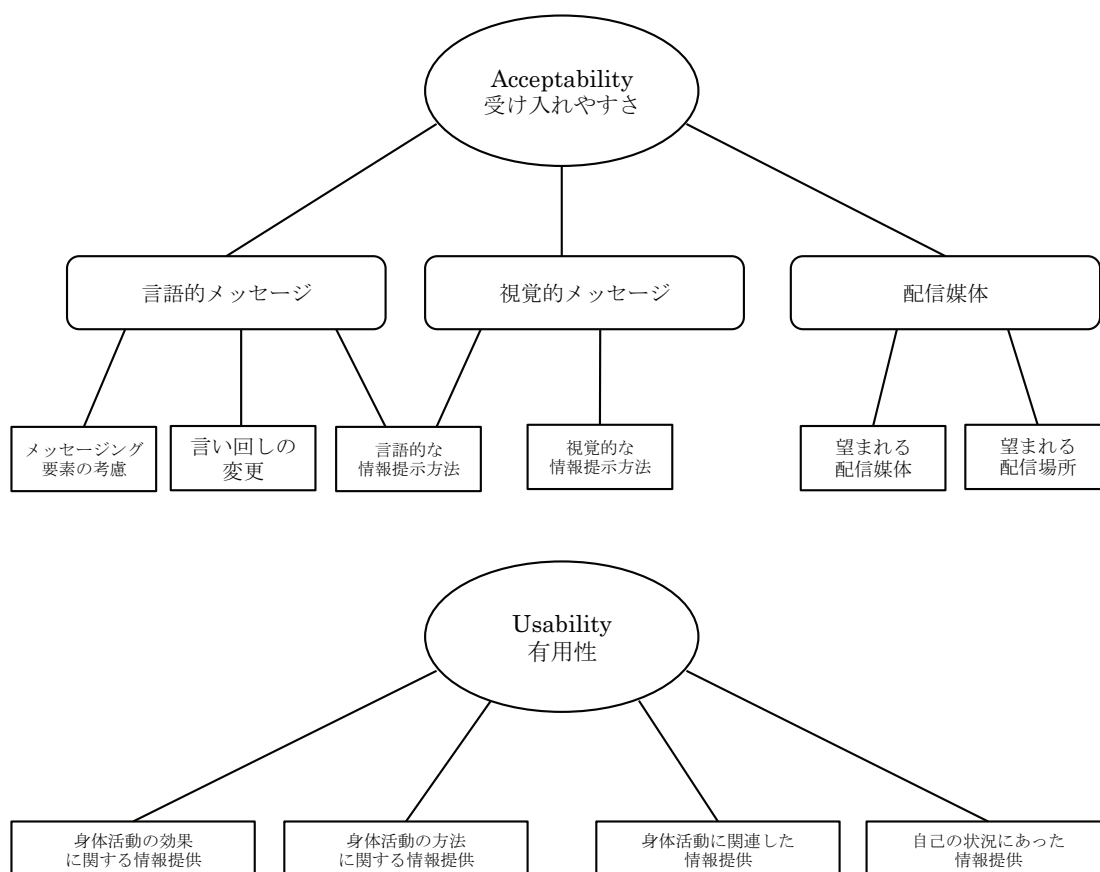 Acceptability
受け入れやすさ
言語的メッセージ
視覚的メッセージ
配信媒体
メッセージング
要素の考慮
言い回しの
変更
言語的な
情報提示方法
視覚的な
情報提示方法
望まれる
配信媒体
望まれる
配信場所
Usability
有用性
身体活動の効果
に関する情報提供
身体活動の方法
に関する情報提供
身体活動に関連した
情報提供
自己の状況にあった
情報提供